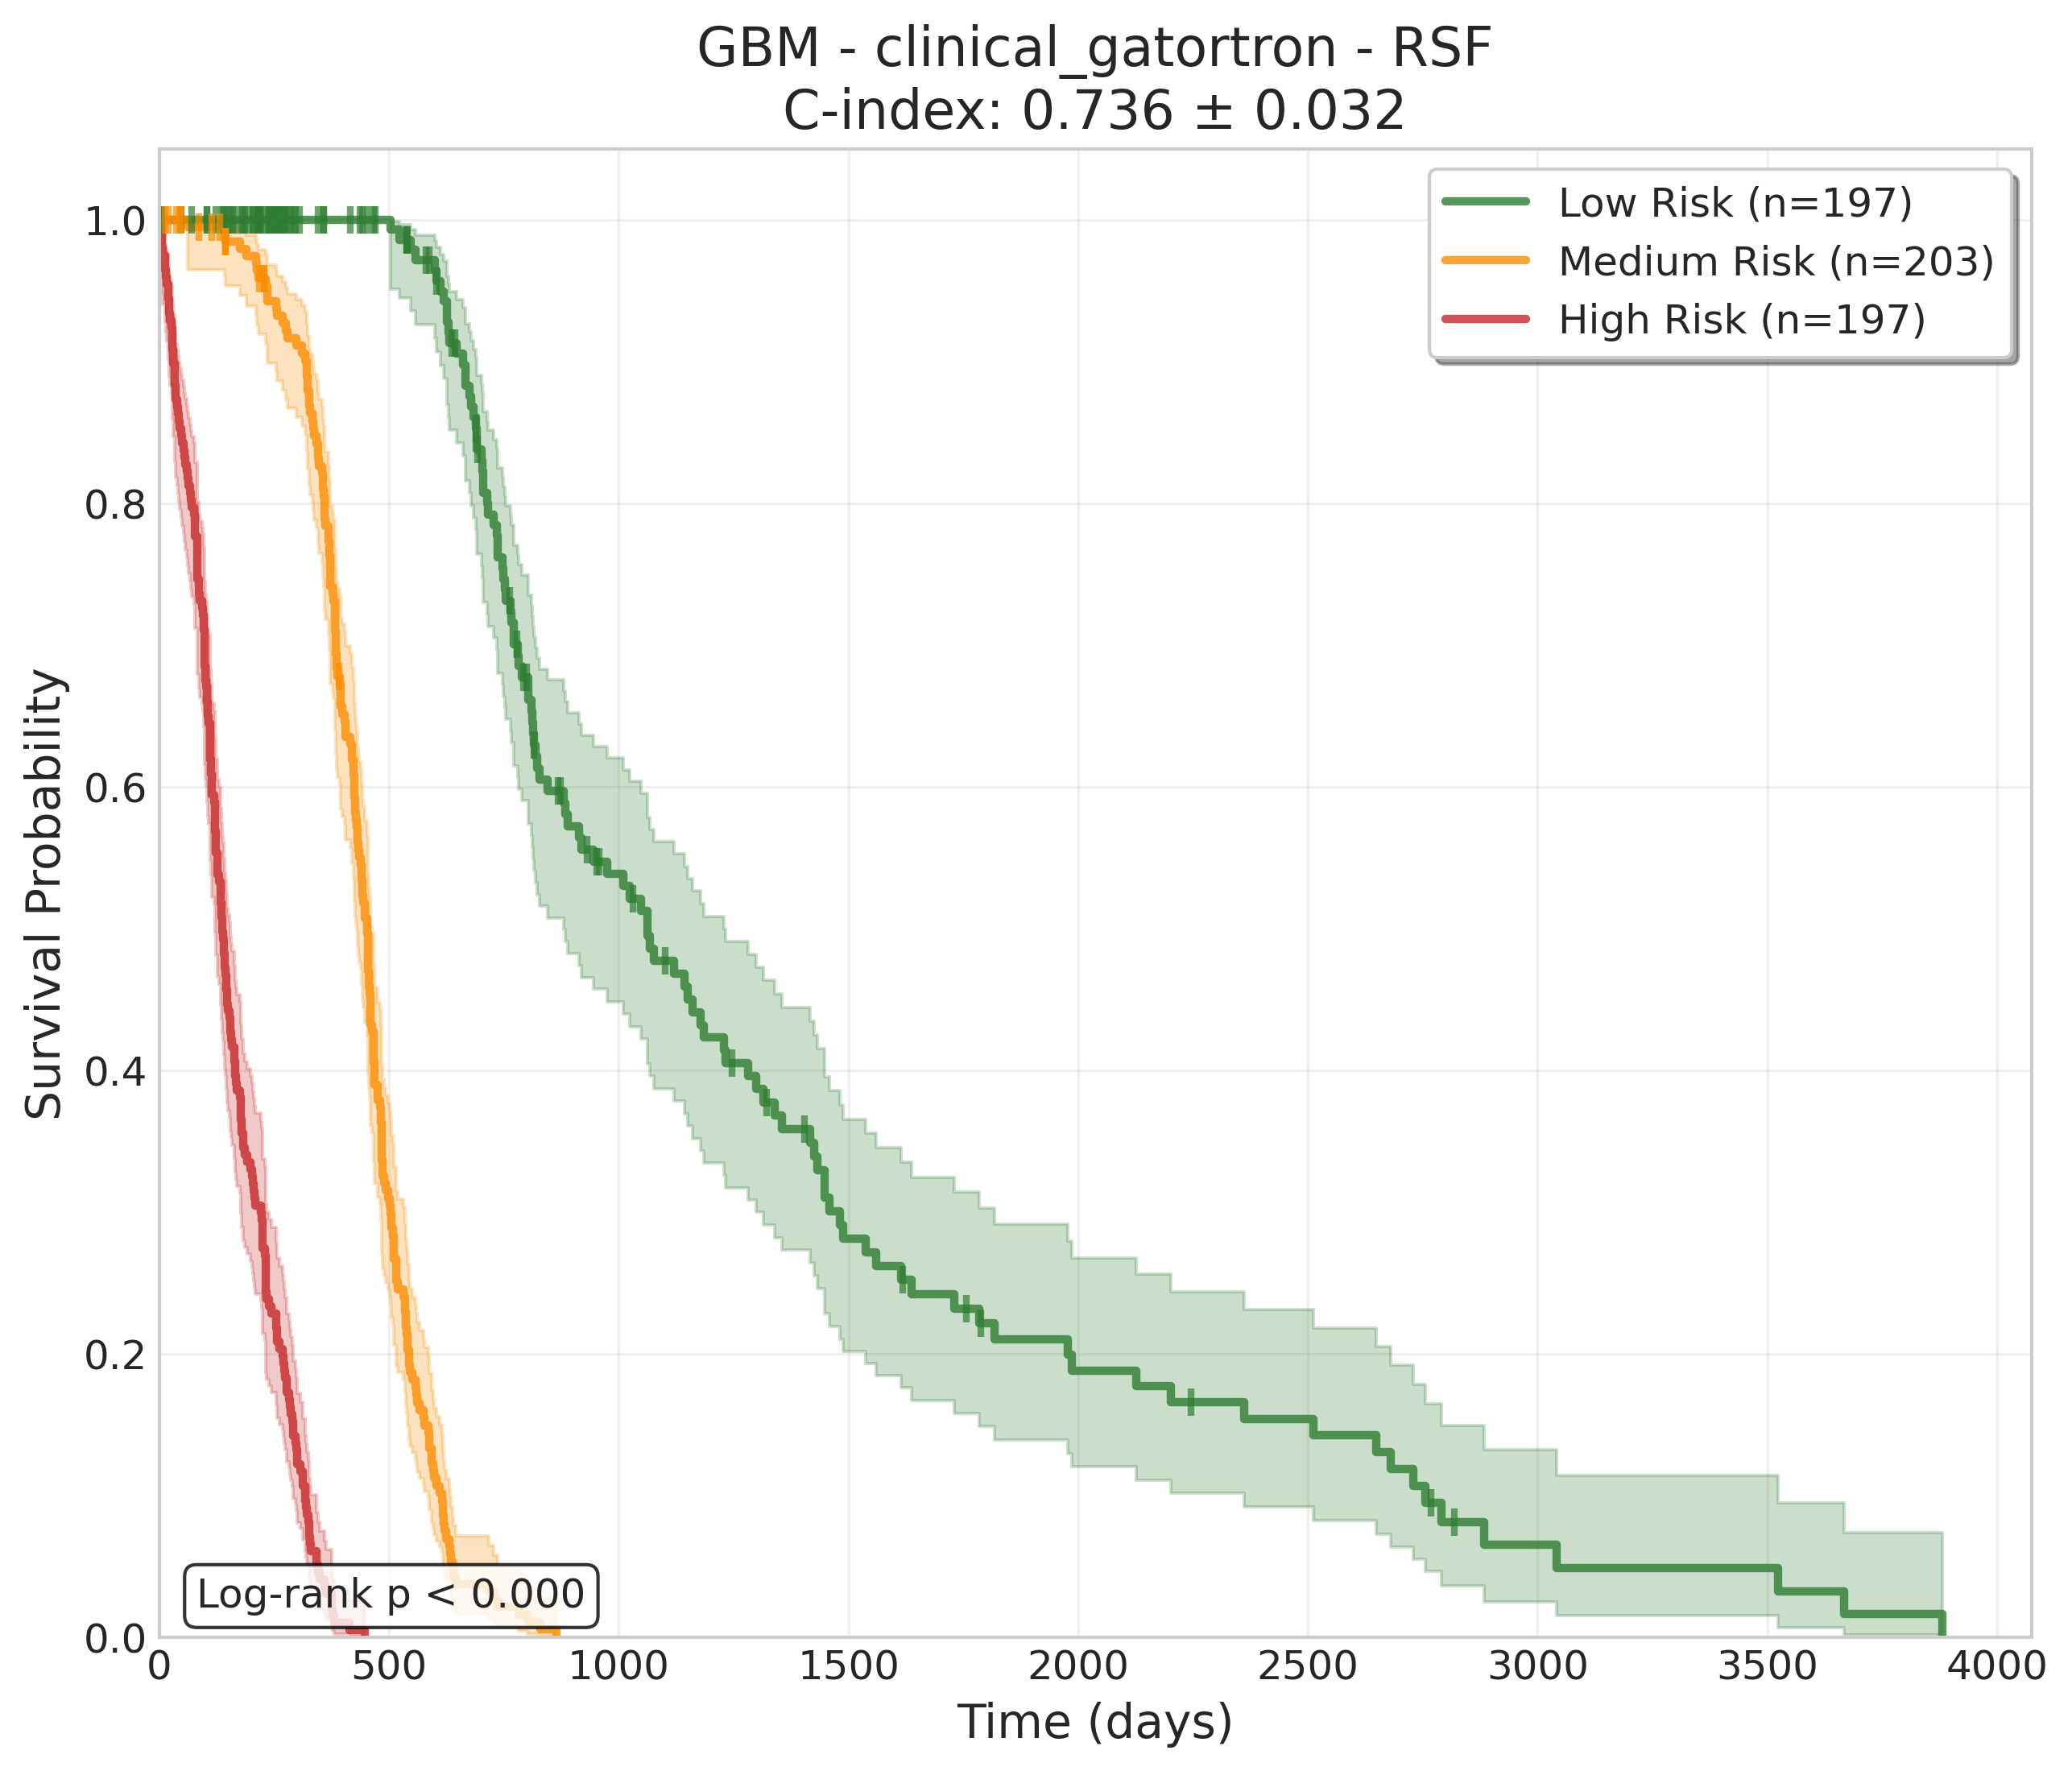 GBM - clinical_gatortron - RSF
C-index: 0.736 ± 0.032
Low Risk (n=197)
Medium Risk (n=203)
High Risk (n=197)
Survival Probability
1.0
0.8
0.6
0.4
0.2
0.0
Log-rank p < 0.000
0 500 1000 1500 2000 2500 3000 3500 4000
Time (days)